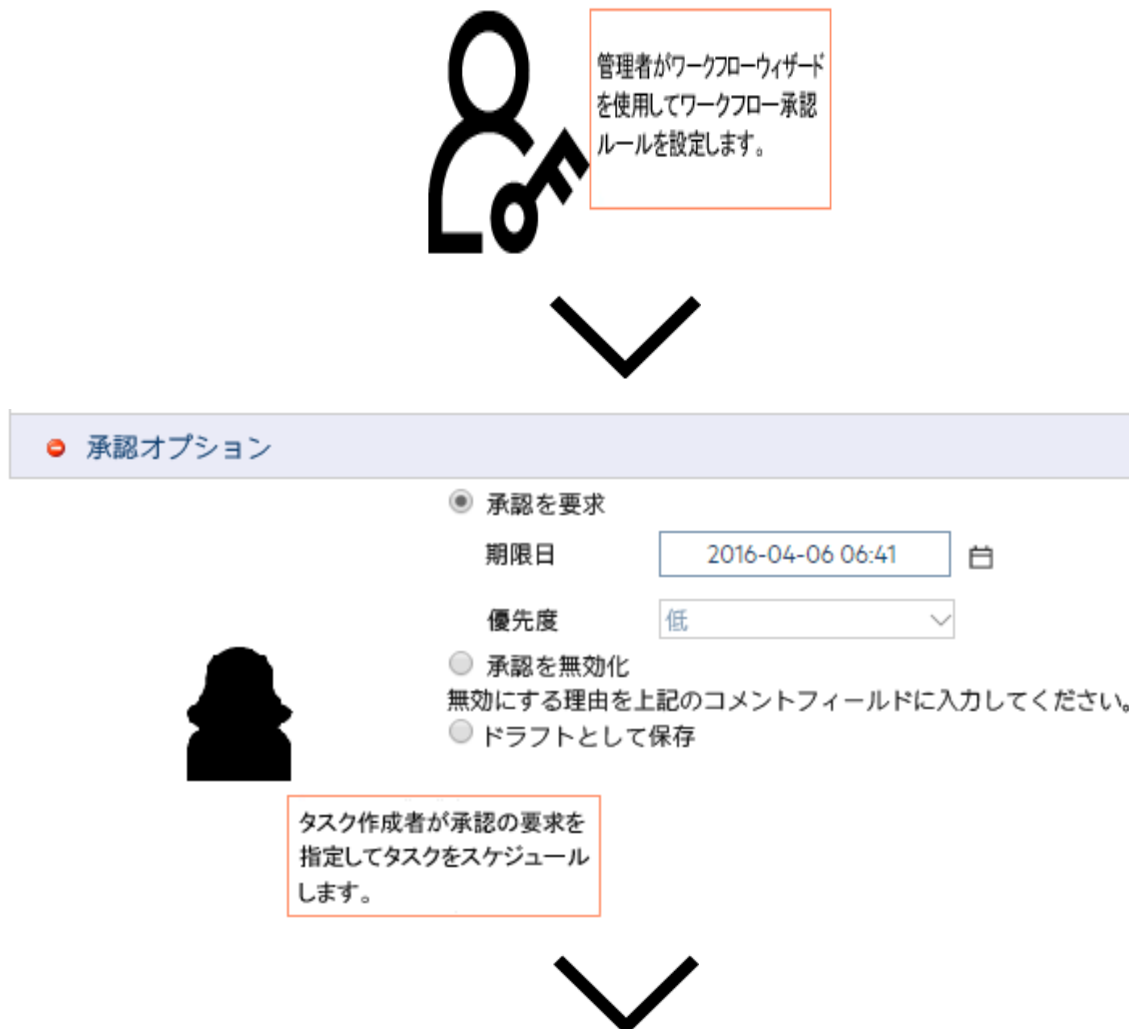 管理者がワークフローウィザード
を使用してワークフロー承認
ルールを設定します。
承認オプション
承認を要求
期限日 2016-04-06 06:41
優先度 低
承認を無効化
無効にする理由を上記のコメントフィールドに入力してください。
ドラフトとして保存
タスク作成者が承認の要求を
指定してタスクをスケジュール
します。